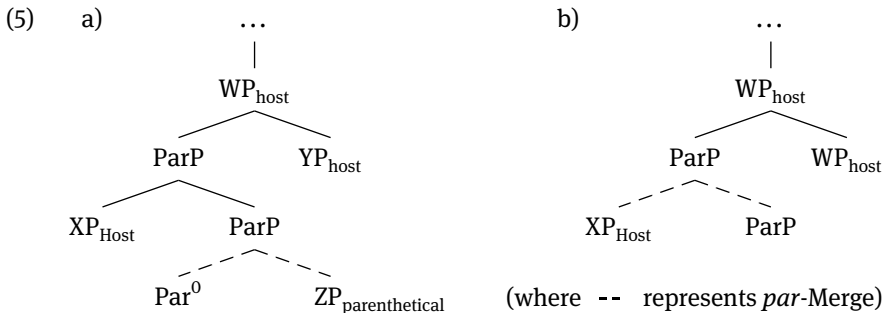 (5) a) … b) …
WP_host WP_host
ParP YP_host ParP WP_host
XP_Host ParP XP_Host ParP
Par^0 ZP_parenthetical (where -- represents par-Merge)